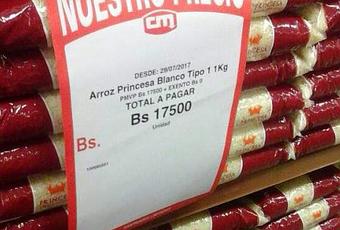 NUESTRO PRECIO
CM
DESDE: 29/07/2017
Arroz Princesa Blanco Tipo 1 1Kg
PMVP Bs 17500 + EXENTO Bs 0
TOTAL A PAGAR
Bs 17500
Unidad
Bs.
PRINCESA